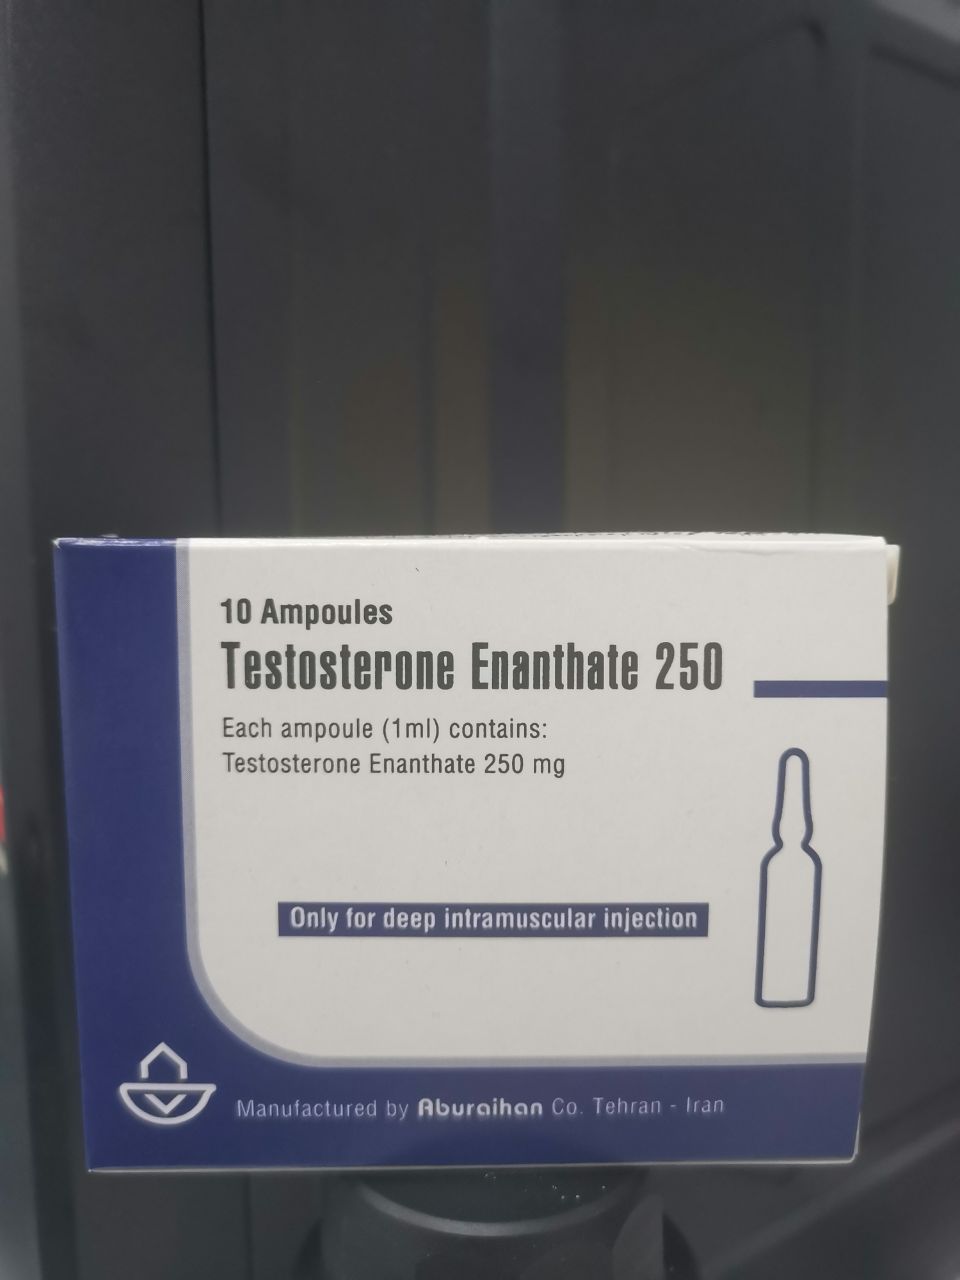 10 Ampoules
Testosterone Enanthate 250
Each ampoule (1ml) contains:
Testosterone Enanthate 250 mg
Only for deep intramuscular injection
Manufactured by Aburaihan Co. Tehran - Iran